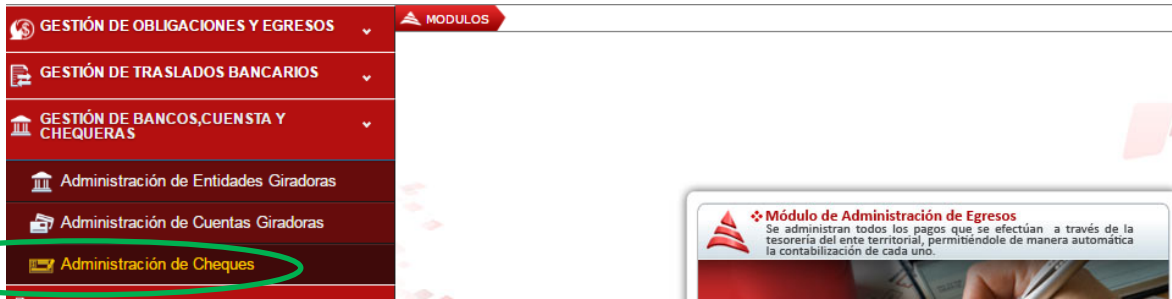 GESTIÓN DE OBLIGACIONES Y EGRESOS
MODULOS
GESTIÓN DE TRASLADOS BANCARIOS
GESTIÓN DE BANCOS,CUENSTA Y
CHEQUERAS
Administración de Entidades Giradoras
Administración de Cuentas Giradoras
Administración de Cheques
Módulo de Administración de Egresos
Se administran todos los pagos que se efectúan a través de la
tesorería del ente territorial, permitiéndole de manera automática
la contabilización de cada uno.